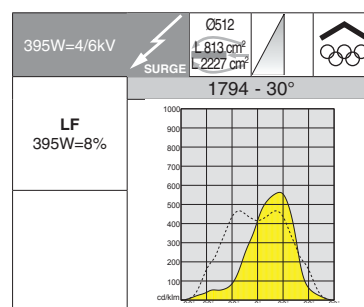 395W=4/6kV
SURGE
Ø512
L 813 cm²
L 2227 cm²
1794 - 30°
LF
395W=8%
1000
900
800
700
600
500
400
300
200
100
cd/klm